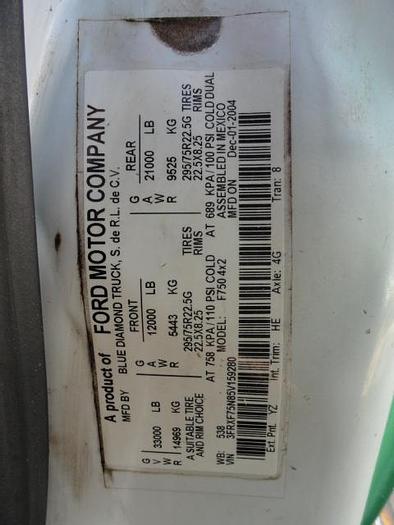 A product of FORD MOTOR COMPANY
MFD BY BLUE DIAMOND TRUCK, S. de R.L. de C.V.
FRONT REAR
G V W R 33000 LB 14969 KG
G A W R 12000 LB 5443 KG
G A W R 21000 LB 9525 KG
A SUITABLE TIRE AND RIM CHOICE
295/75R22.5G TIRES
22.5X8.25 RIMS
AT 758 KPA/110 PSI COLD
295/75R22.5G TIRES
22.5X8.25 RIMS
AT 689 KPA/100 PSI COLD DUAL
WB: 538 MODEL: F750 4x2
ASSEMBLED IN MEXICO
MFD ON Dec-01-2004
VIN 3FRXF75N85V159280
Ext. Pnt. YZ Int. Trim: HE Axle: 4G Tran: 8